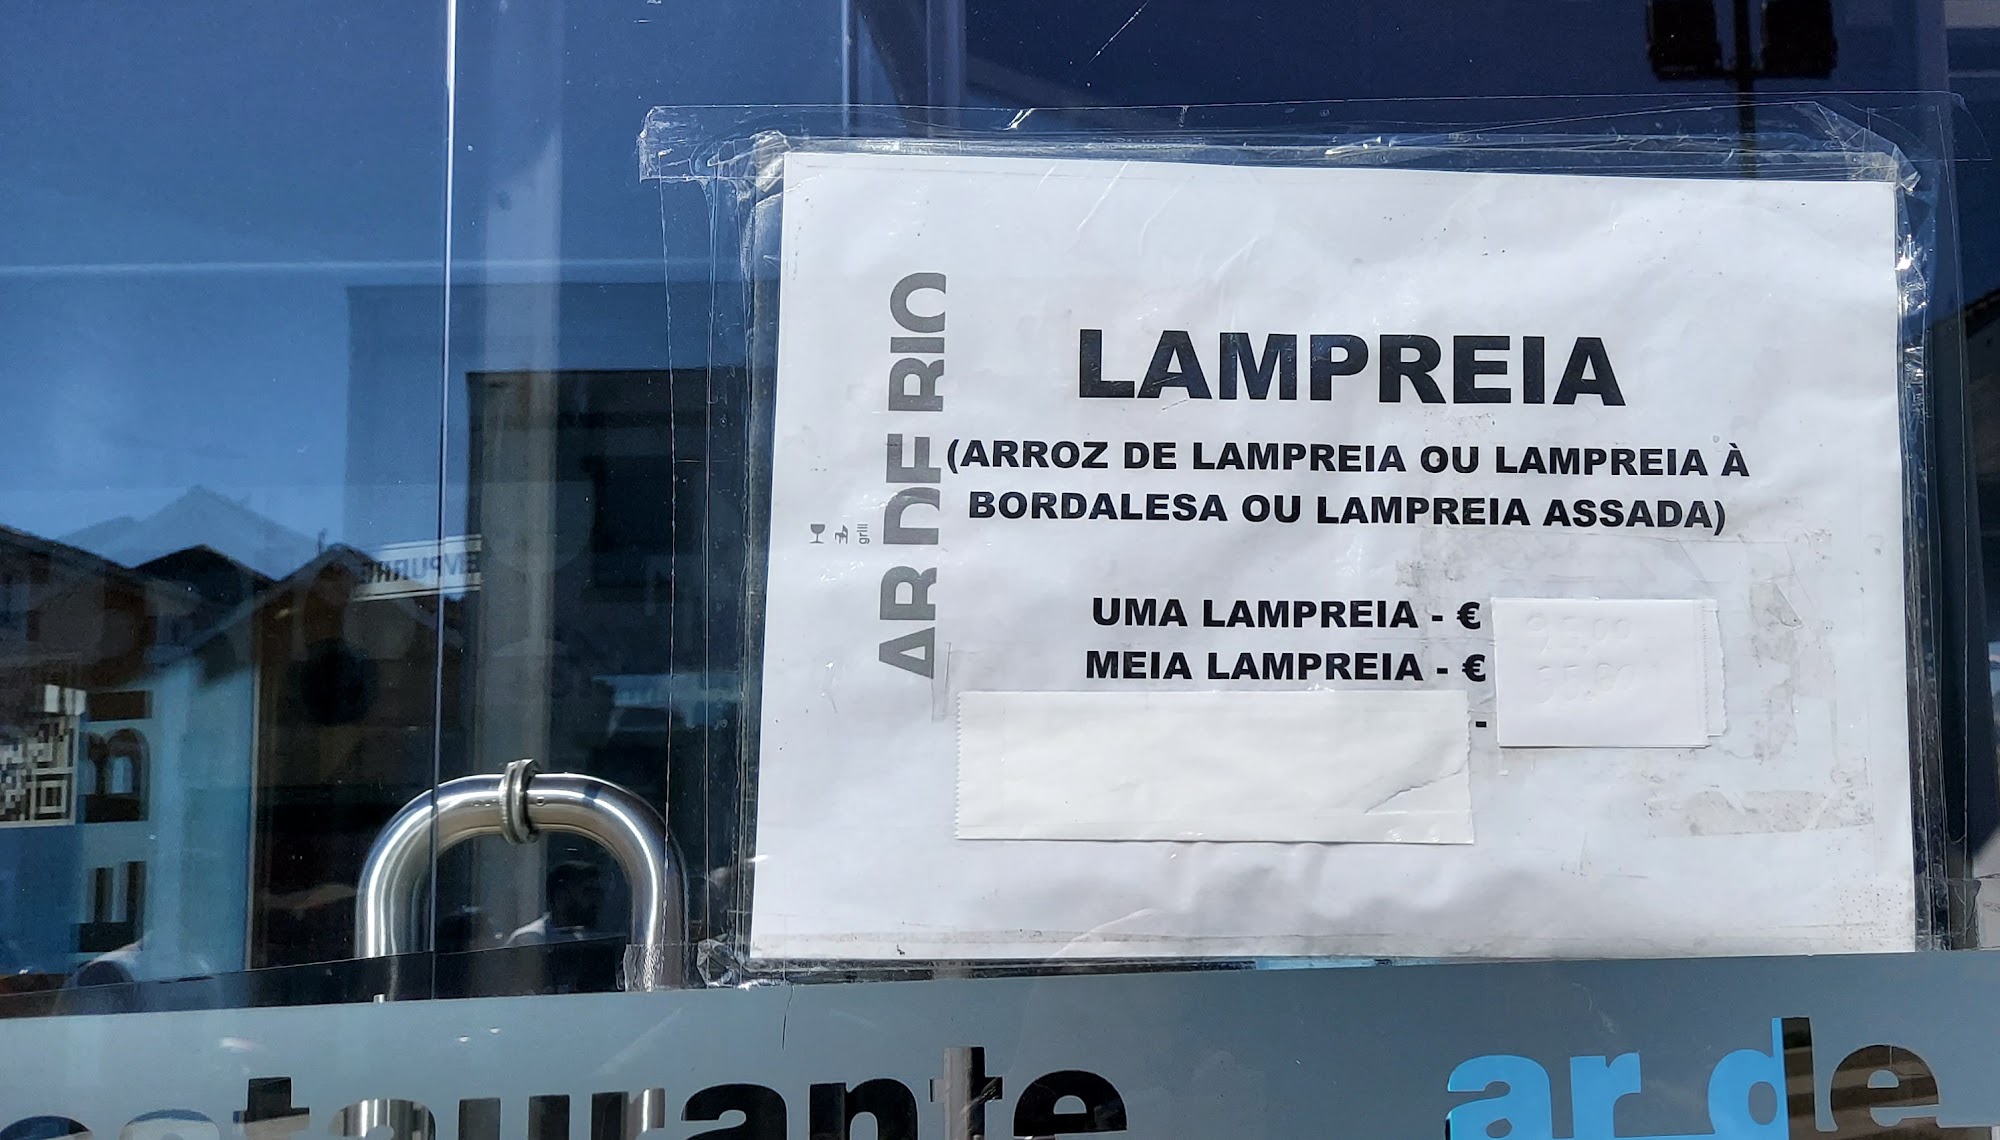 AR DE RIO
grill
LAMPREIA
(ARROZ DE LAMPREIA OU LAMPREIA À
BORDALESA OU LAMPREIA ASSADA)
UMA LAMPREIA - €
MEIA LAMPREIA - €
-
restaurante
ar de